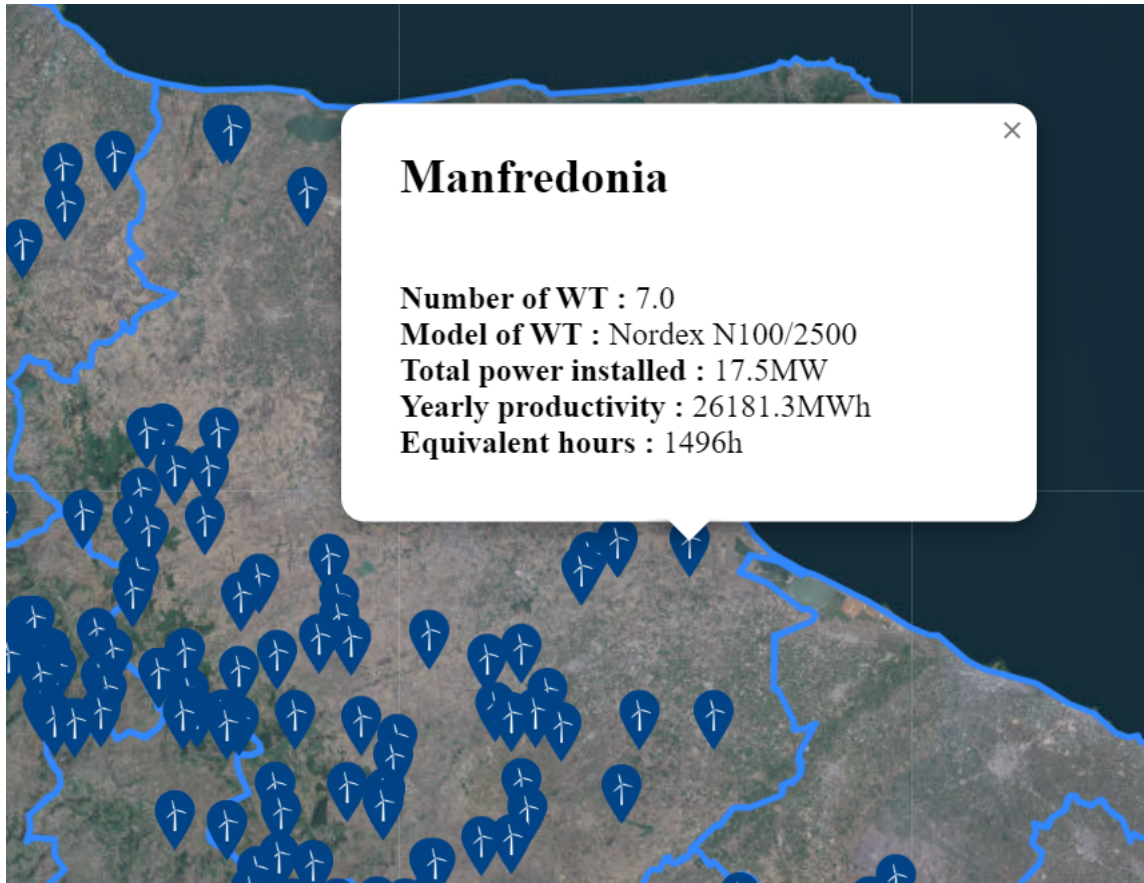 Manfredonia
Number of WT : 7.0
Model of WT : Nordex N100/2500
Total power installed : 17.5MW
Yearly productivity : 26181.3MWh
Equivalent hours : 1496h